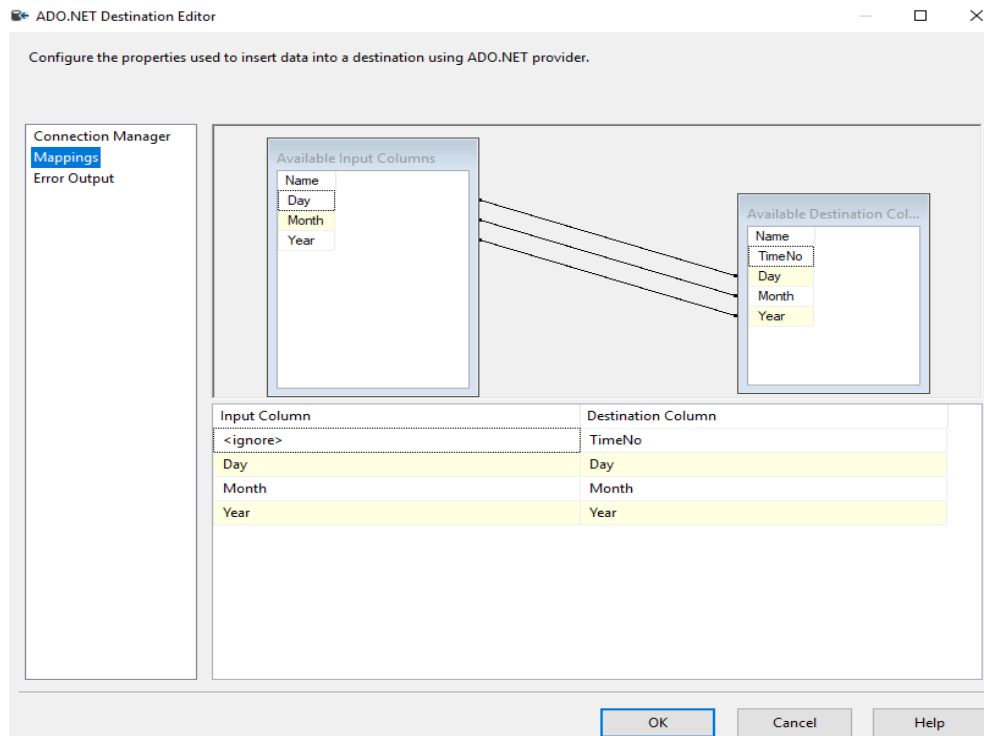 ADO.NET Destination Editor
Configure the properties used to insert data into a destination using ADO.NET provider.
Connection Manager
Mappings
Error Output
Available Input Columns
Name
Day
Month
Year
Available Destination Col...
Name
TimeNo
Day
Month
Year
Input Column Destination Column
<ignore> TimeNo
Day Day
Month Month
Year Year
OK Cancel Help